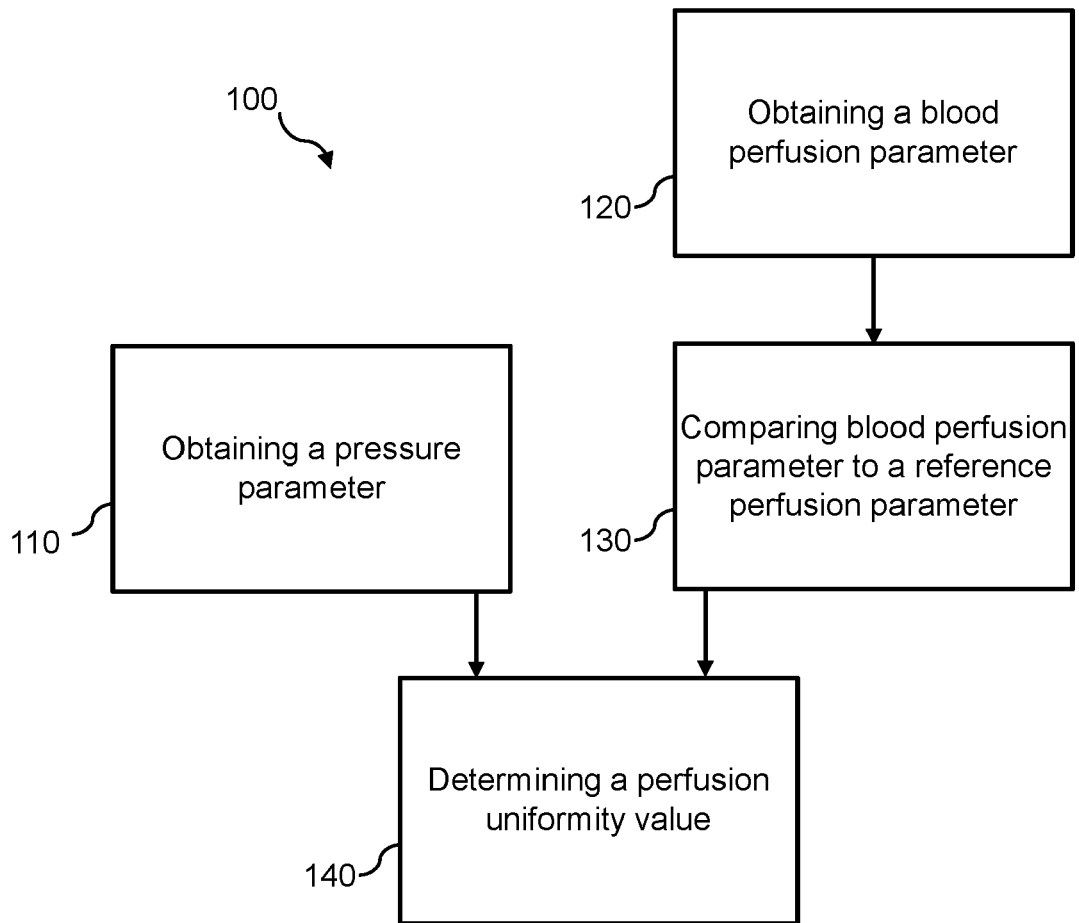 100
Obtaining a blood
perfusion parameter
120
Obtaining a pressure
parameter
110
Comparing blood perfusion
parameter to a reference
perfusion parameter
130
Determining a perfusion
uniformity value
140